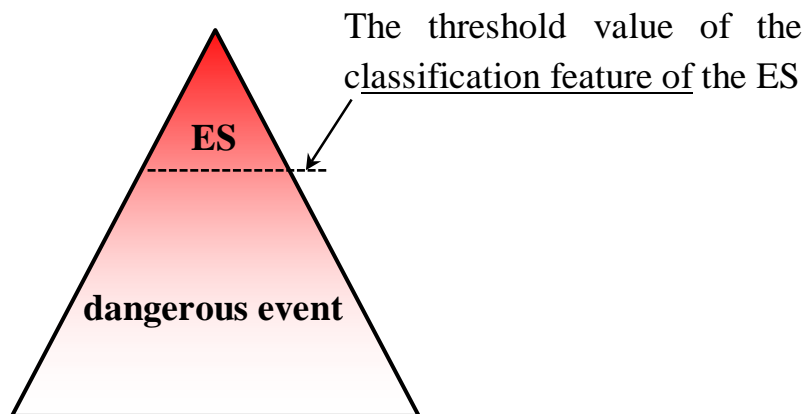 The threshold value of the
classification feature of the ES
ES
dangerous event